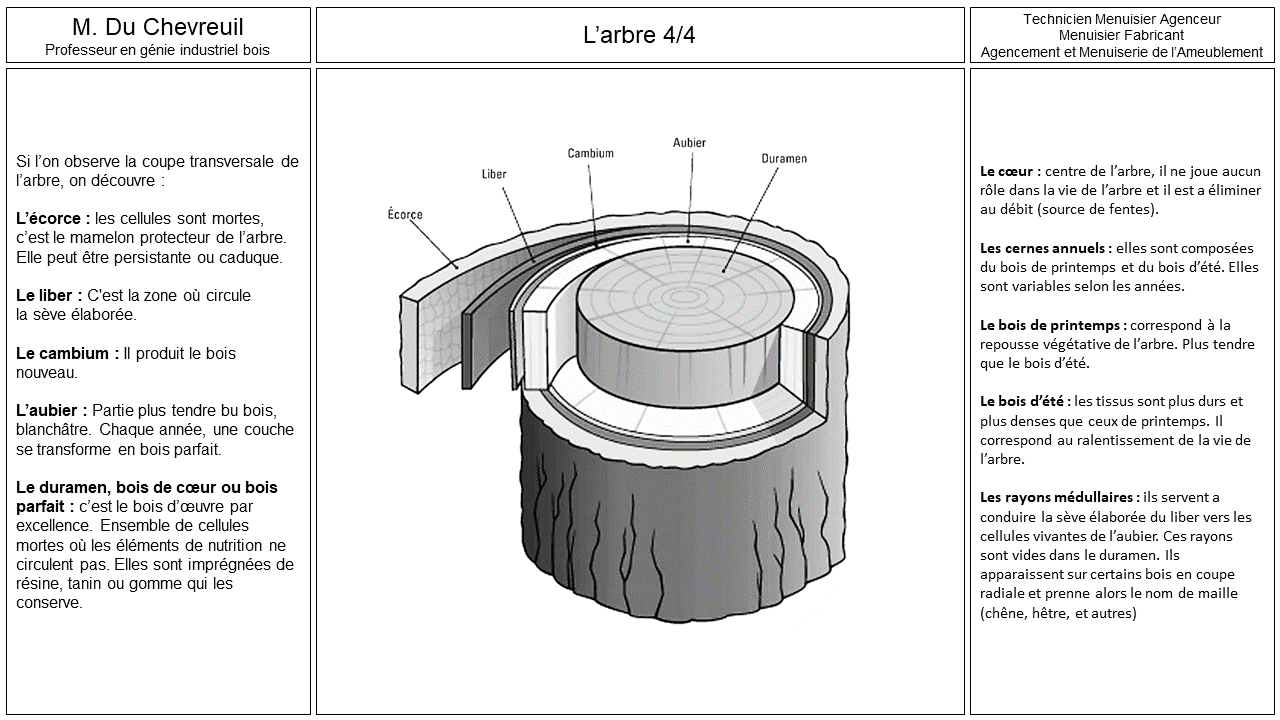 M. Du Chevreuil
Professeur en génie industriel bois
L’arbre 4/4
Technicien Menuisier Agenceur
Menuisier Fabricant
Agencement et Menuiserie de l’Ameublement
Si l’on observe la coupe transversale de
l’arbre, on découvre :
L’écorce : les cellules sont mortes,
c’est le mamelon protecteur de l’arbre.
Elle peut être persistante ou caduque.
Le liber : C'est la zone où circule
la sève élaborée.
Le cambium : Il produit le bois
nouveau.
L’aubier : Partie plus tendre bu bois,
blanchâtre. Chaque année, une couche
se transforme en bois parfait.
Le duramen, bois de cœur ou bois
parfait : c’est le bois d’œuvre par
excellence. Ensemble de cellules
mortes où les éléments de nutrition ne
circulent pas. Elles sont imprégnées de
résine, tanin ou gomme qui les
conserve.
Écorce
Liber
Cambium
Aubier
Duramen
Le cœur : centre de l’arbre, il ne joue aucun
rôle dans la vie de l’arbre et il est a éliminer
au débit (source de fentes).
Les cernes annuels : elles sont composées
du bois de printemps et du bois d’été. Elles
sont variables selon les années.
Le bois de printemps : correspond à la
repousse végétative de l’arbre. Plus tendre
que le bois d’été.
Le bois d’été : les tissus sont plus durs et
plus denses que ceux de printemps. Il
correspond au ralentissement de la vie de
l’arbre.
Les rayons médullaires : ils servent a
conduire la sève élaborée du liber vers les
cellules vivantes de l’aubier. Ces rayons
sont vides dans le duramen. Ils
apparaissent sur certains bois en coupe
radiale et prenne alors le nom de maille
(chêne, hêtre, et autres)